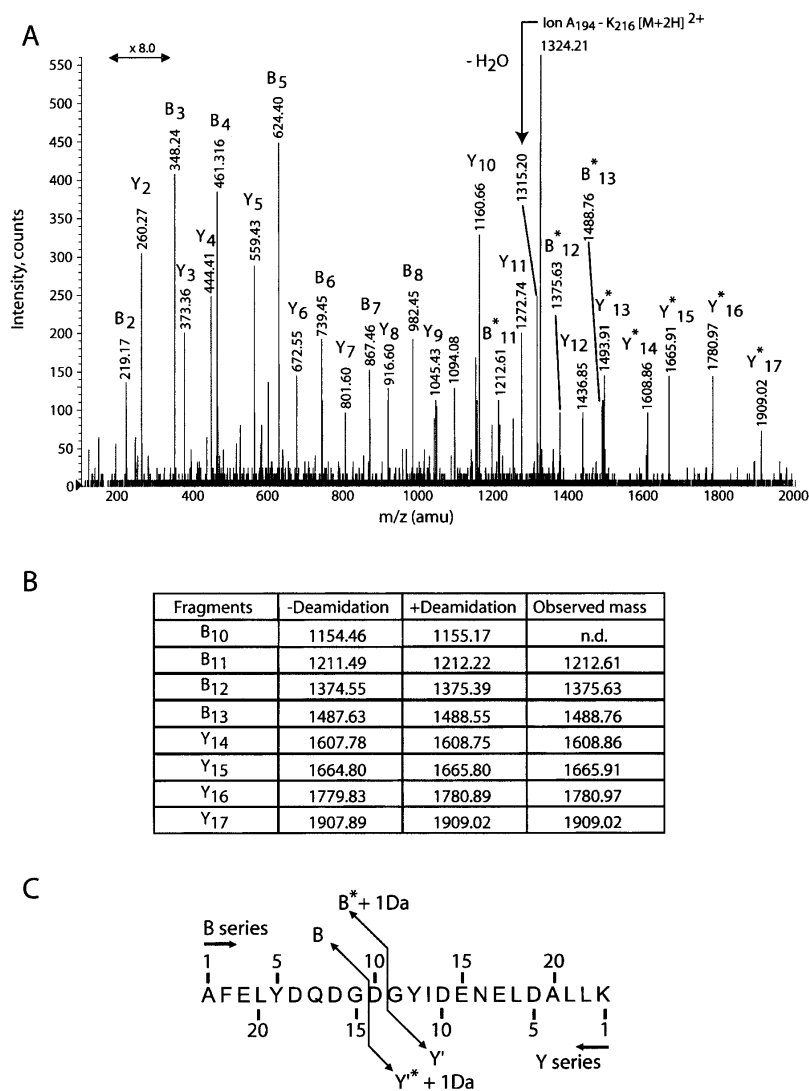 A
Ion A194 - K216 [M+2H] 2+
1324.21
x 8.0
- H2O
Intensity, counts
550
500
450
400
350
300
250
200
150
100
50
0
B2
219.17
Y2
260.27
B3
348.24
Y3
373.36
Y4
444.41
B4
461.316
Y5
559.43
B5
624.40
Y6
672.55
B6
739.45
Y7
801.60
B7
867.46
Y8
916.60
B8
982.45
Y9
1045.43
1094.08
Y10
1160.66
B*11
1212.61
Y11
1272.74
1315.20
B*12
1375.63
Y12
1436.85
B*13
1488.76
Y*13
1493.91
Y*14
1608.86
Y*15
1665.91
Y*16
1780.97
Y*17
1909.02
200 400 600 800 1000 1200 1400 1600 1800 2000
m/z (amu)
B
Fragments -Deamidation +Deamidation Observed mass
B10 1154.46 1155.17 n.d.
B11 1211.49 1212.22 1212.61
B12 1374.55 1375.39 1375.63
B13 1487.63 1488.55 1488.76
Y14 1607.78 1608.75 1608.86
Y15 1664.80 1665.80 1665.91
Y16 1779.83 1780.89 1780.97
Y17 1907.89 1909.02 1909.02
C
B* + 1Da
B series
B
1 5 10 15 20
AFELYDQDGDGYIDENELDALLK
20 15 10 5 1
Y'
Y series
Y'* + 1Da